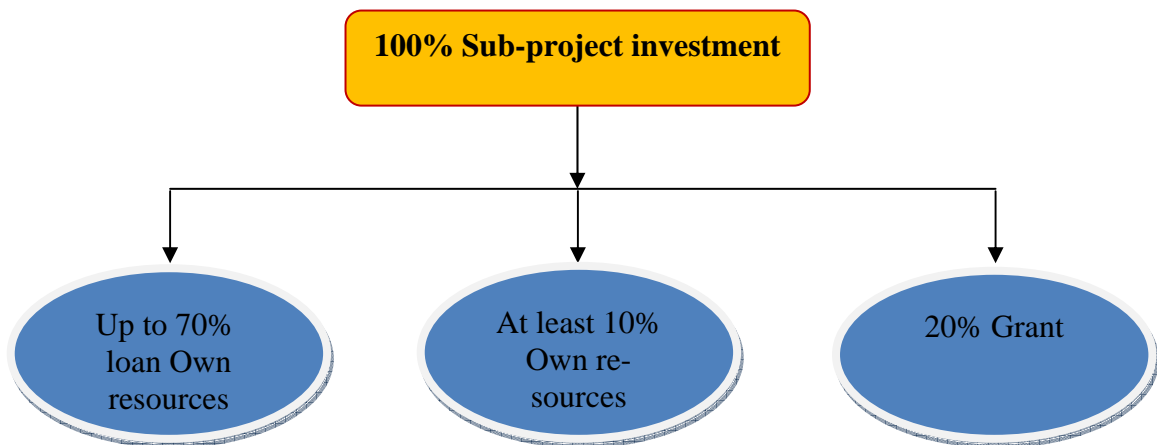 100% Sub-project investment
Up to 70%
loan Own
resources
At least 10%
Own re-
sources
20% Grant